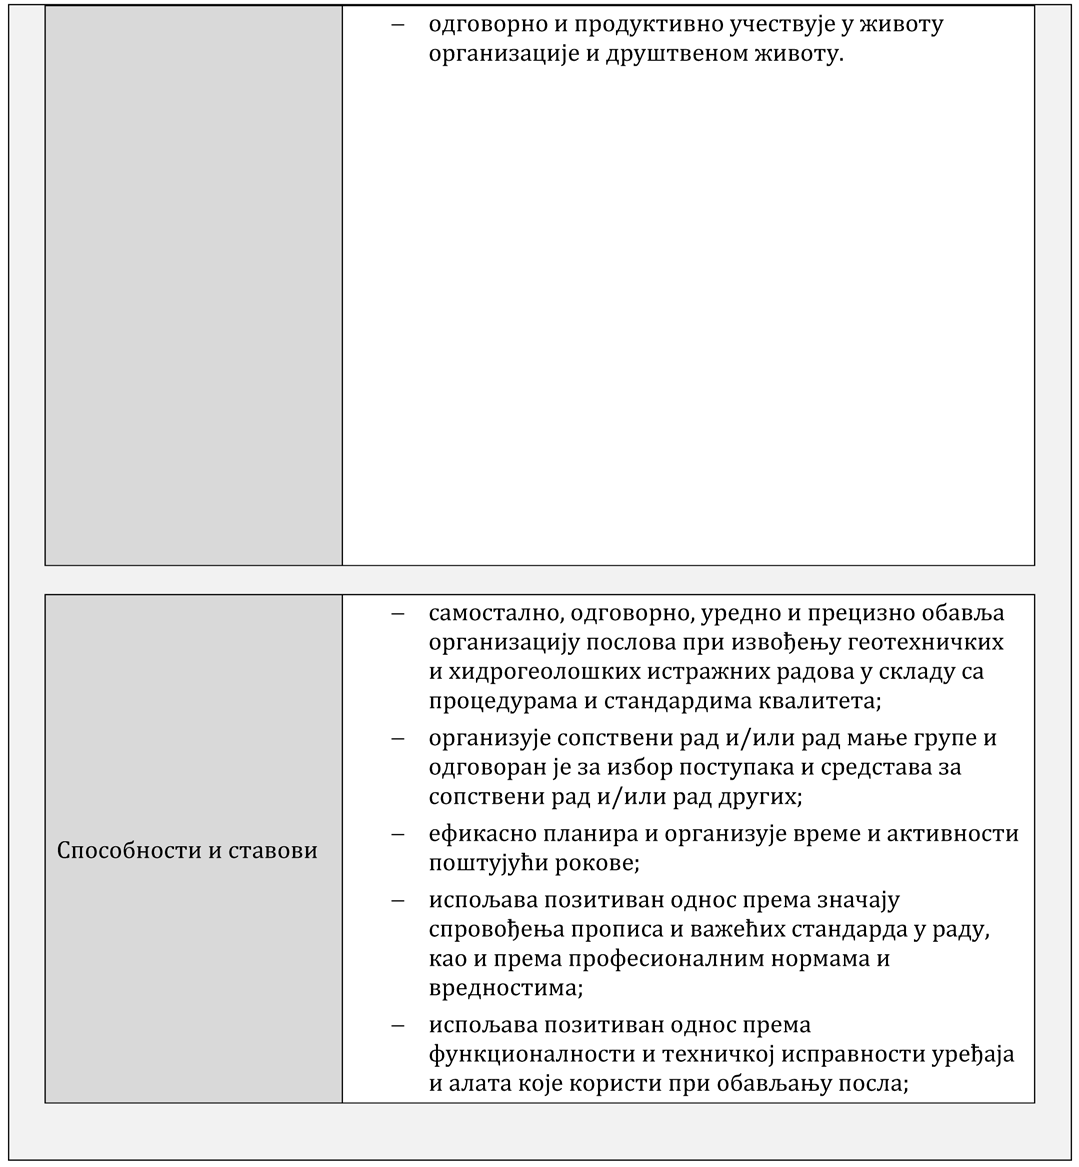 – одговорно и продуктивно учествује у животу
организације и друштвеном животу.
Способности и ставови
– самостално, одговорно, уредно и прецизно обавља
организацију послова при извођењу геотехничких
и хидрогеолошких истражних радова у складу са
процедурама и стандардима квалитета;
– организује сопствени рад и/или рад мање групе и
одговоран је за избор поступака и средстава за
сопствени рад и/или рад других;
– ефикасно планира и организује време и активности
поштујући рокове;
– испољава позитиван однос према значају
спровођења прописа и важећих стандарда у раду,
као и према професионалним нормама и
вредностима;
– испољава позитиван однос према
функционалности и техничкој исправности уређаја
и алата које користи при обављању посла;